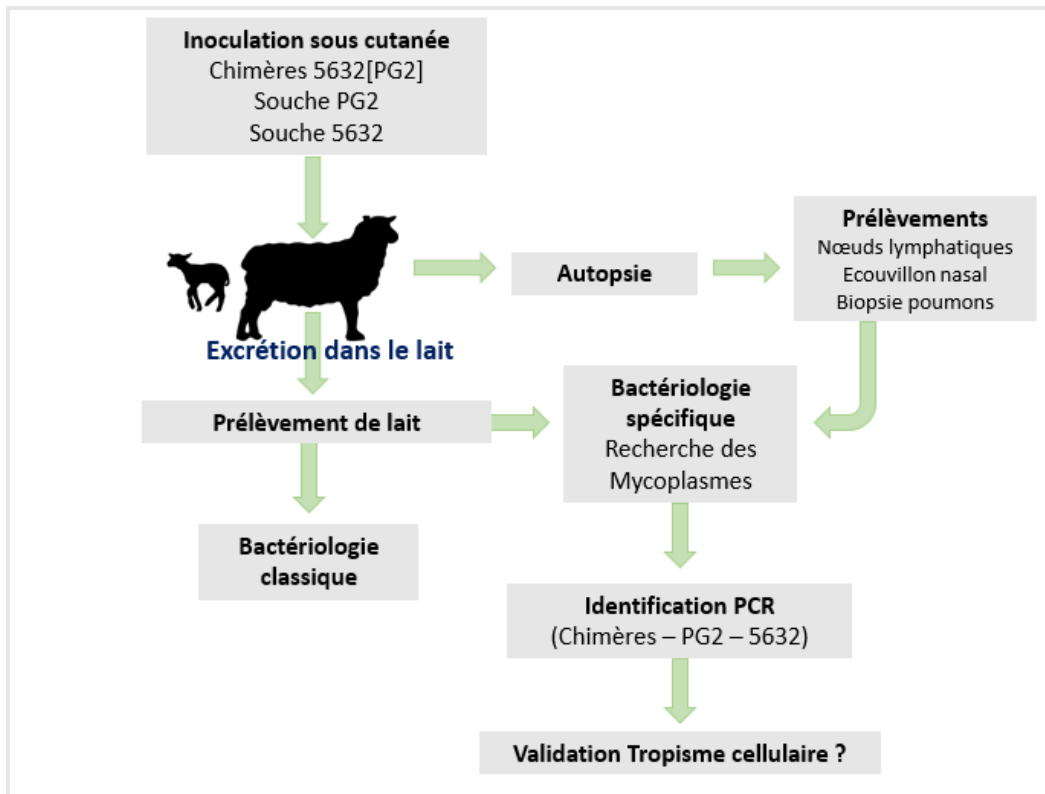 Inoculation sous cutanée
Chimères 5632[PG2]
Souche PG2
Souche 5632
Prélèvements
Nœuds lymphatiques
Ecouvillon nasal
Biopsie poumons
Autopsie
Excrétion dans le lait
Prélèvement de lait
Bactériologie
spécifique
Recherche des
Mycoplasmes
Bactériologie
classique
Identification PCR
(Chimères – PG2 – 5632)
Validation Tropisme cellulaire ?